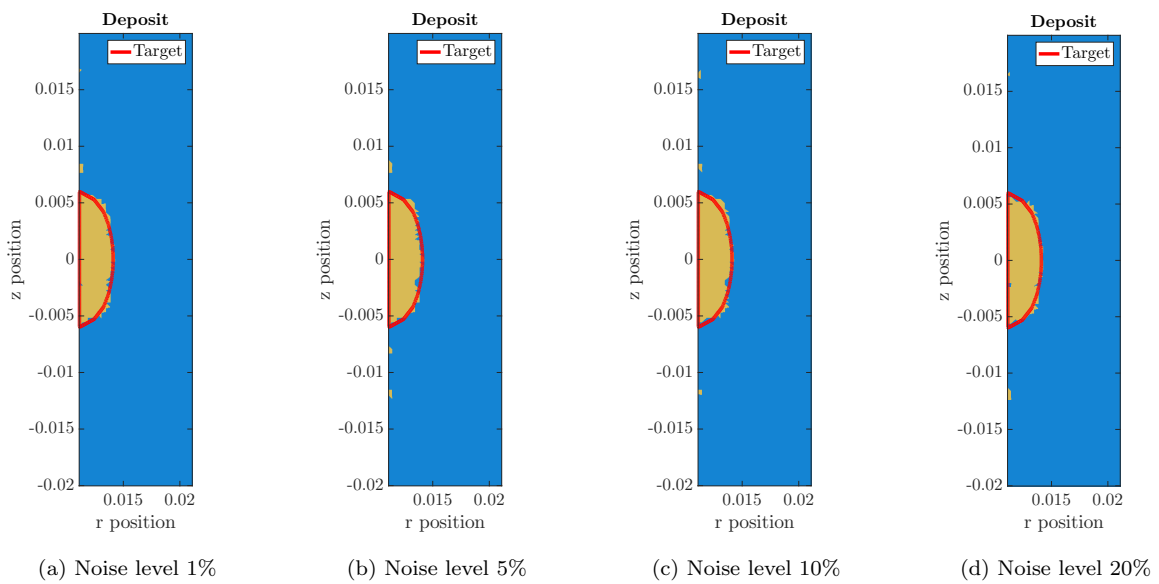 Deposit
Target
0.015
0.01
0.005
0
-0.005
-0.01
-0.015
-0.02
z position
0.015 0.02
r position
(a) Noise level 1%
Deposit
Target
0.015
0.01
0.005
0
-0.005
-0.01
-0.015
-0.02
z position
0.015 0.02
r position
(b) Noise level 5%
Deposit
Target
0.015
0.01
0.005
0
-0.005
-0.01
-0.015
-0.02
z position
0.015 0.02
r position
(c) Noise level 10%
Deposit
Target
0.015
0.01
0.005
0
-0.005
-0.01
-0.015
-0.02
z position
0.015 0.02
r position
(d) Noise level 20%